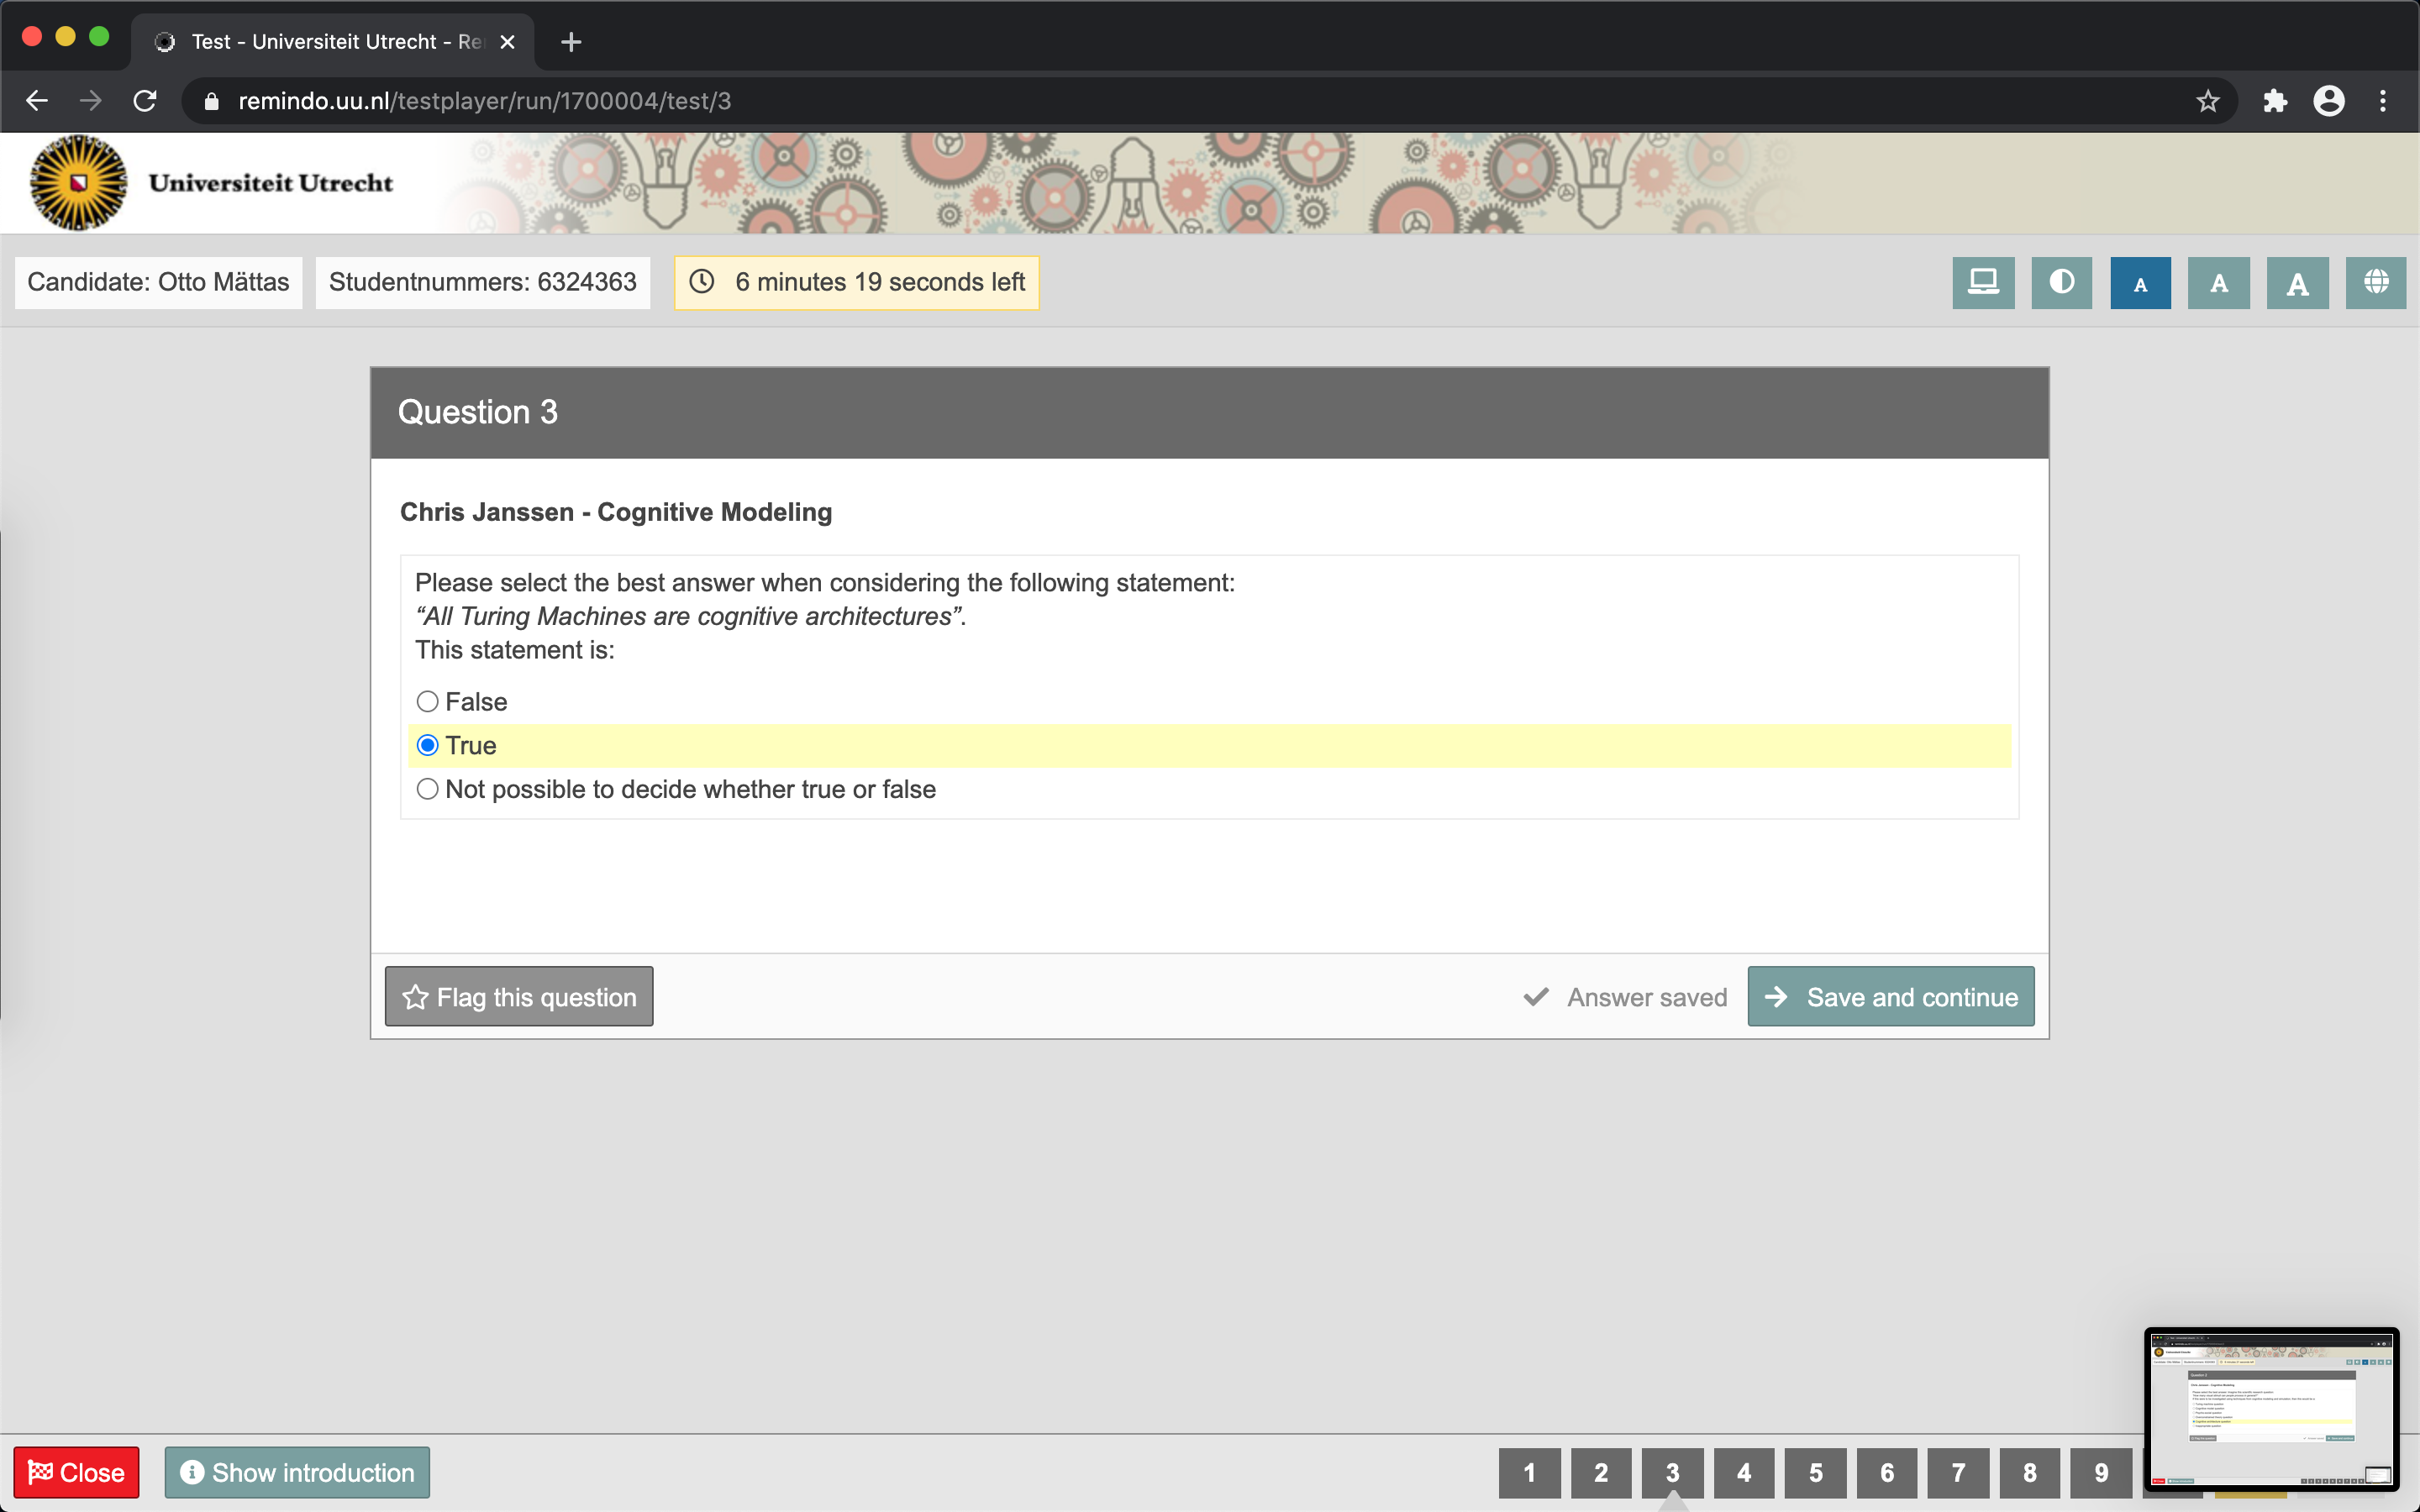 Test - Universiteit Utrecht - Re
remindo.uu.nl/testplayer/run/1700004/test/3
Universiteit Utrecht
Candidate: Otto Mättas
Studentnummers: 6324363
6 minutes 19 seconds left
A
A
A
Question 3
Chris Janssen - Cognitive Modeling
Please select the best answer when considering the following statement:
“All Turing Machines are cognitive architectures”.
This statement is:
False
True
Not possible to decide whether true or false
Flag this question
Answer saved
Save and continue
Close
Show introduction
1
2
3
4
5
6
7
8
9